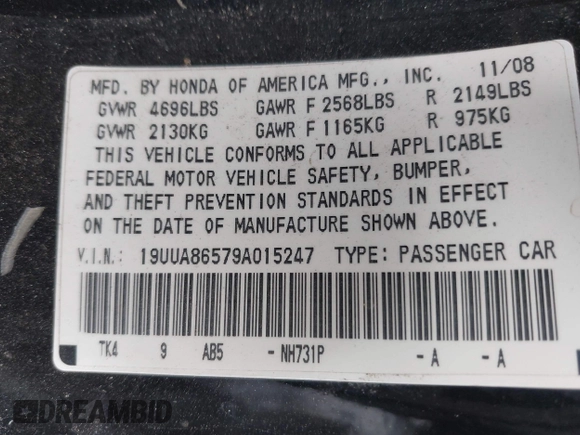 MFD. BY HONDA OF AMERICA MFG., INC. 11/08
GVWR 4696LBS GAWR F 2568LBS R 2149LBS
GVWR 2130KG GAWR F 1165KG R 975KG
THIS VEHICLE CONFORMS TO ALL APPLICABLE
FEDERAL MOTOR VEHICLE SAFETY, BUMPER,
AND THEFT PREVENTION STANDARDS IN EFFECT
ON THE DATE OF MANUFACTURE SHOWN ABOVE.
V.I.N.: 19UUA86579A015247 TYPE: PASSENGER CAR
TK4 9 AB5 -NH731P -A -A
DREAMBID